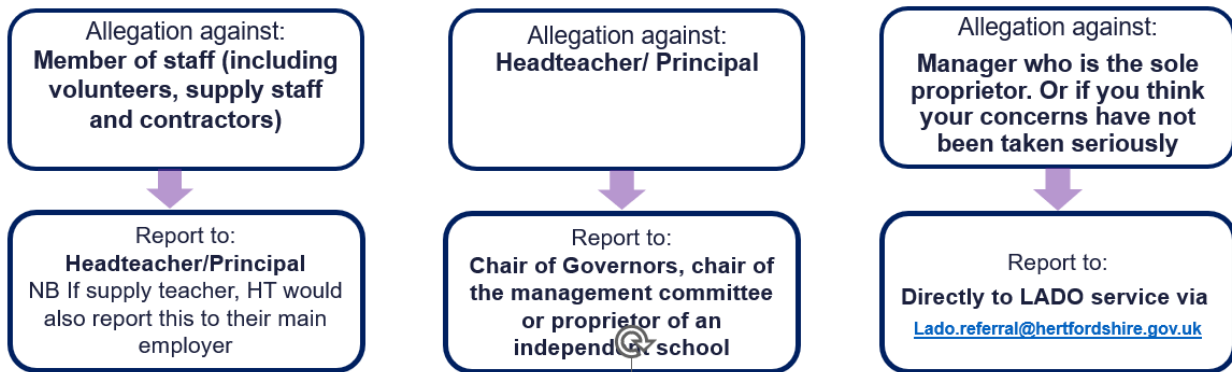 Allegation against:
Member of staff (including
volunteers, supply staff
and contractors)
Report to:
Headteacher/Principal
NB If supply teacher, HT would
also report this to their main
employer
Allegation against:
Headteacher/ Principal
Report to:
Chair of Governors, chair of
the management committee
or proprietor of an
independent school
Allegation against:
Manager who is the sole
proprietor. Or if you think
your concerns have not
been taken seriously
Report to:
Directly to LADO service via
Lado.referral@hertfordshire.gov.uk